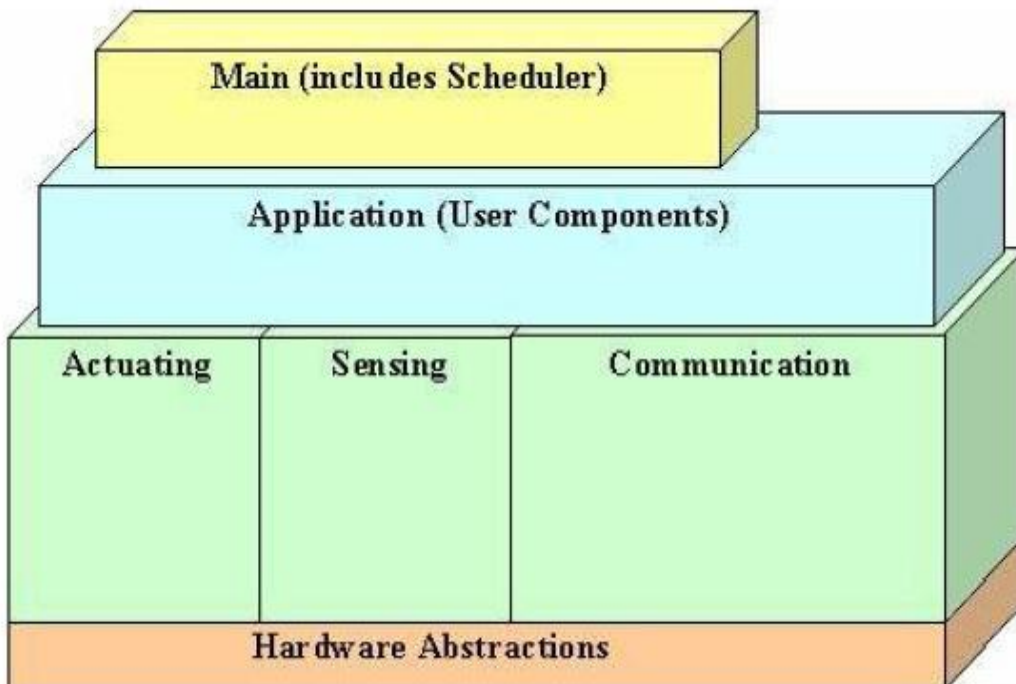 Main (includes Scheduler)
Application (User Components)
Actuating
Sensing
Communication
Hardware Abstractions